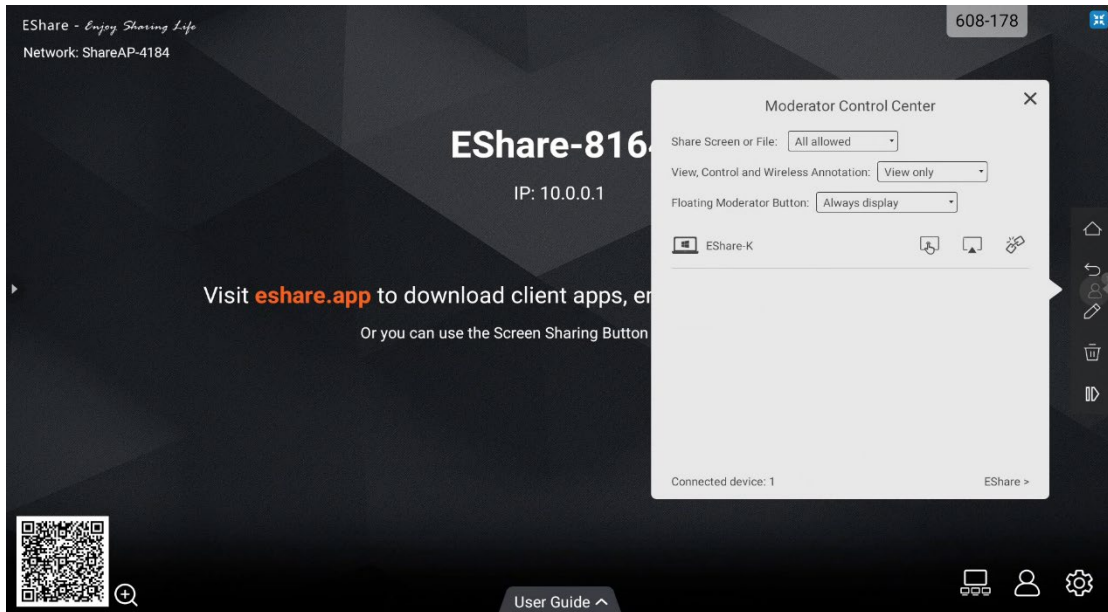 EShare - Enjoy Sharing Life
608-178
Network: ShareAP-4184
Moderator Control Center
Share Screen or File: All allowed
View, Control and Wireless Annotation: View only
Floating Moderator Button: Always display
EShare-K
Connected device: 1
EShare >
EShare-816
IP: 10.0.0.1
Visit eshare.app to download client apps, en
Or you can use the Screen Sharing Button
User Guide